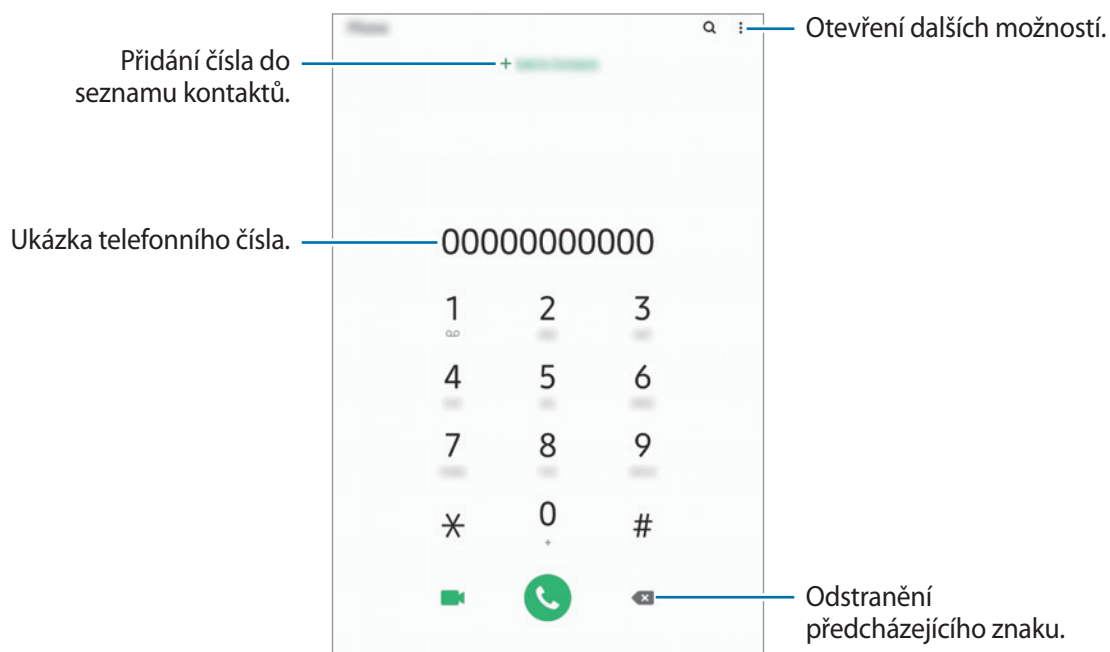 Otevření dalších možností.
Přidání čísla do
seznamu kontaktů.
+
Ukázka telefonního čísla.
00000000000
1 2 3
4 5 6
7 8 9
* 0 #
+
Odstranění
předcházejícího znaku.